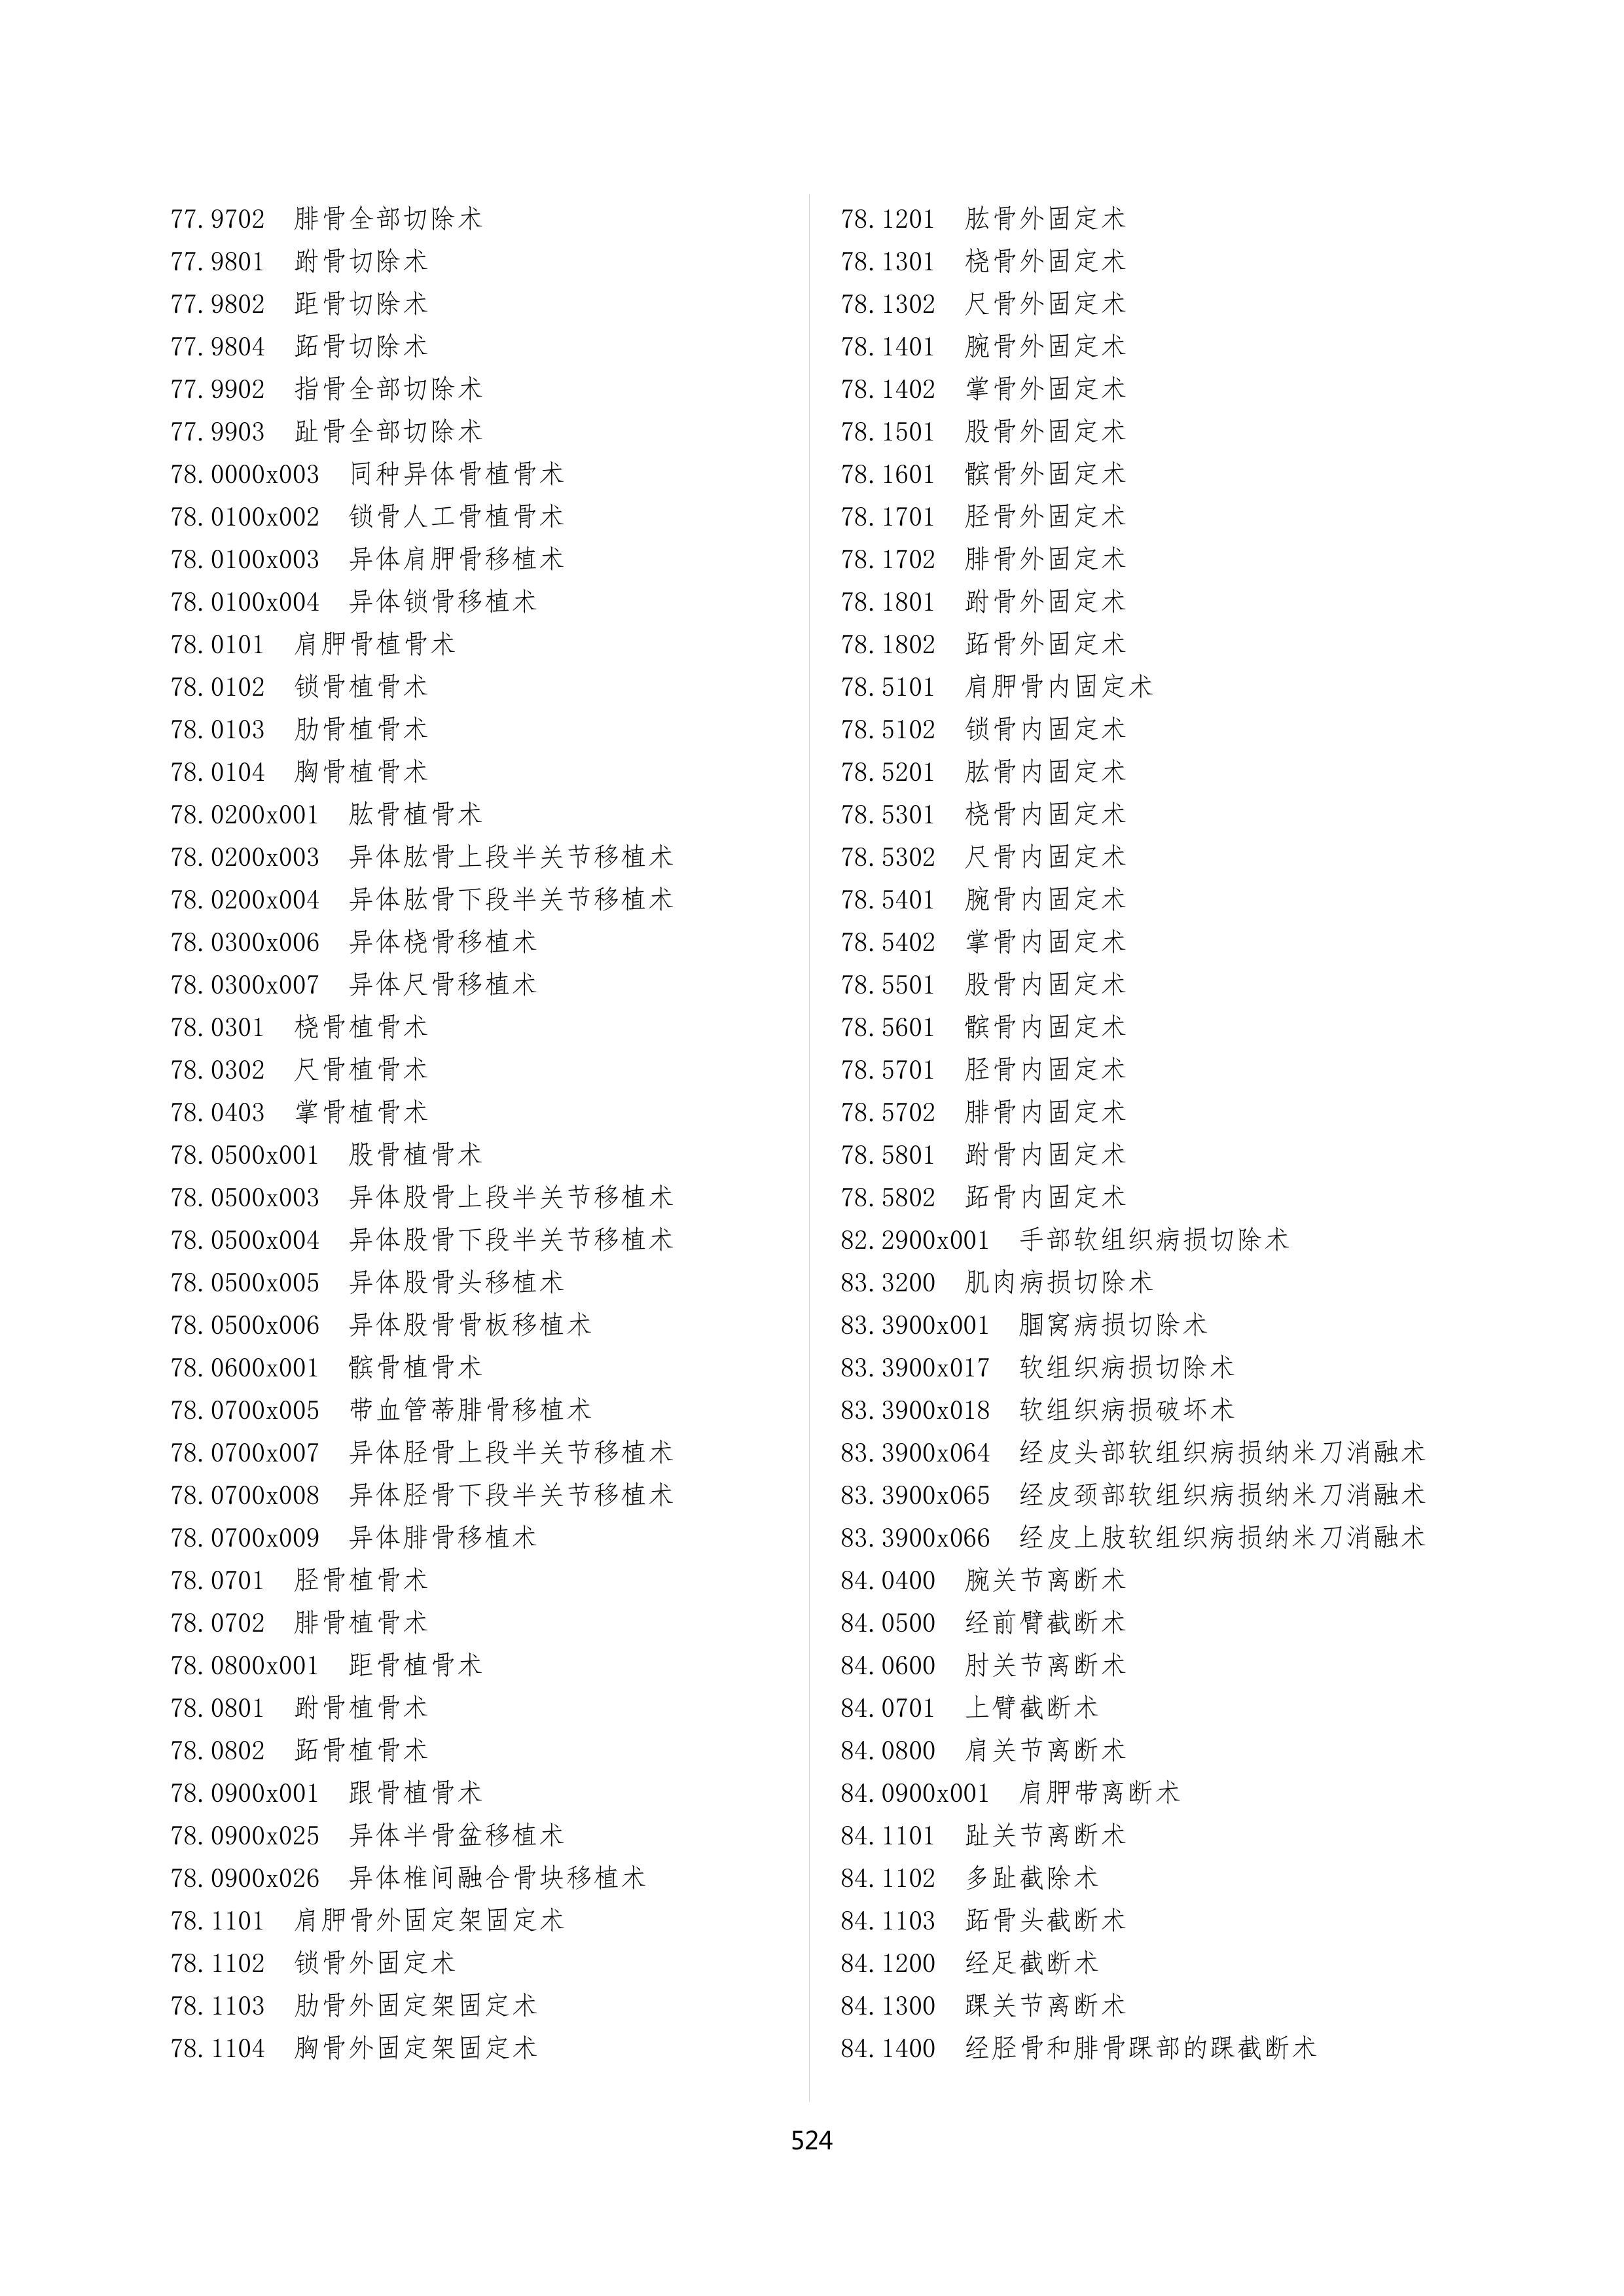 77.9702 腓骨全部切除术
77.9801 跗骨切除术
77.9802 距骨切除术
77.9804 跖骨切除术
77.9902 指骨全部切除术
77.9903 趾骨全部切除术
78.0000x003 同种异体骨植骨术
78.0100x002 锁骨人工骨植骨术
78.0100x003 异体肩胛骨移植术
78.0100x004 异体锁骨移植术
78.0101 肩胛骨植骨术
78.0102 锁骨植骨术
78.0103 肋骨植骨术
78.0104 胸骨植骨术
78.0200x001 肱骨植骨术
78.0200x003 异体肱骨上段半关节移植术
78.0200x004 异体肱骨下段半关节移植术
78.0300x006 异体桡骨移植术
78.0300x007 异体尺骨移植术
78.0301 桡骨植骨术
78.0302 尺骨植骨术
78.0403 掌骨植骨术
78.0500x001 股骨植骨术
78.0500x003 异体股骨上段半关节移植术
78.0500x004 异体股骨下段半关节移植术
78.0500x005 异体股骨头移植术
78.0500x006 异体股骨骨板移植术
78.0600x001 髌骨植骨术
78.0700x005 带血管蒂腓骨移植术
78.0700x007 异体胫骨上段半关节移植术
78.0700x008 异体胫骨下段半关节移植术
78.0700x009 异体腓骨移植术
78.0701 胫骨植骨术
78.0702 腓骨植骨术
78.0800x001 距骨植骨术
78.0801 跗骨植骨术
78.0802 跖骨植骨术
78.0900x001 跟骨植骨术
78.0900x025 异体半骨盆移植术
78.0900x026 异体椎间融合骨块移植术
78.1101 肩胛骨外固定架固定术
78.1102 锁骨外固定术
78.1103 肋骨外固定架固定术
78.1104 胸骨外固定架固定术
78.1201 肱骨外固定术
78.1301 桡骨外固定术
78.1302 尺骨外固定术
78.1401 腕骨外固定术
78.1402 掌骨外固定术
78.1501 股骨外固定术
78.1601 髌骨外固定术
78.1701 胫骨外固定术
78.1702 腓骨外固定术
78.1801 跗骨外固定术
78.1802 跖骨外固定术
78.5101 肩胛骨内固定术
78.5102 锁骨内固定术
78.5201 肱骨内固定术
78.5301 桡骨内固定术
78.5302 尺骨内固定术
78.5401 腕骨内固定术
78.5402 掌骨内固定术
78.5501 股骨内固定术
78.5601 髌骨内固定术
78.5701 胫骨内固定术
78.5702 腓骨内固定术
78.5801 跗骨内固定术
78.5802 跖骨内固定术
82.2900x001 手部软组织病损切除术
83.3200 肌肉病损切除术
83.3900x001 腘窝病损切除术
83.3900x017 软组织病损切除术
83.3900x018 软组织病损破坏术
83.3900x064 经皮头部软组织病损纳米刀消融术
83.3900x065 经皮颈部软组织病损纳米刀消融术
83.3900x066 经皮上肢软组织病损纳米刀消融术
84.0400 腕关节离断术
84.0500 经前臂截断术
84.0600 肘关节离断术
84.0701 上臂截断术
84.0800 肩关节离断术
84.0900x001 肩胛带离断术
84.1101 趾关节离断术
84.1102 多趾截除术
84.1103 跖骨头截断术
84.1200 经足截断术
84.1300 踝关节离断术
84.1400 经胫骨和腓骨踝部的踝截断术
524